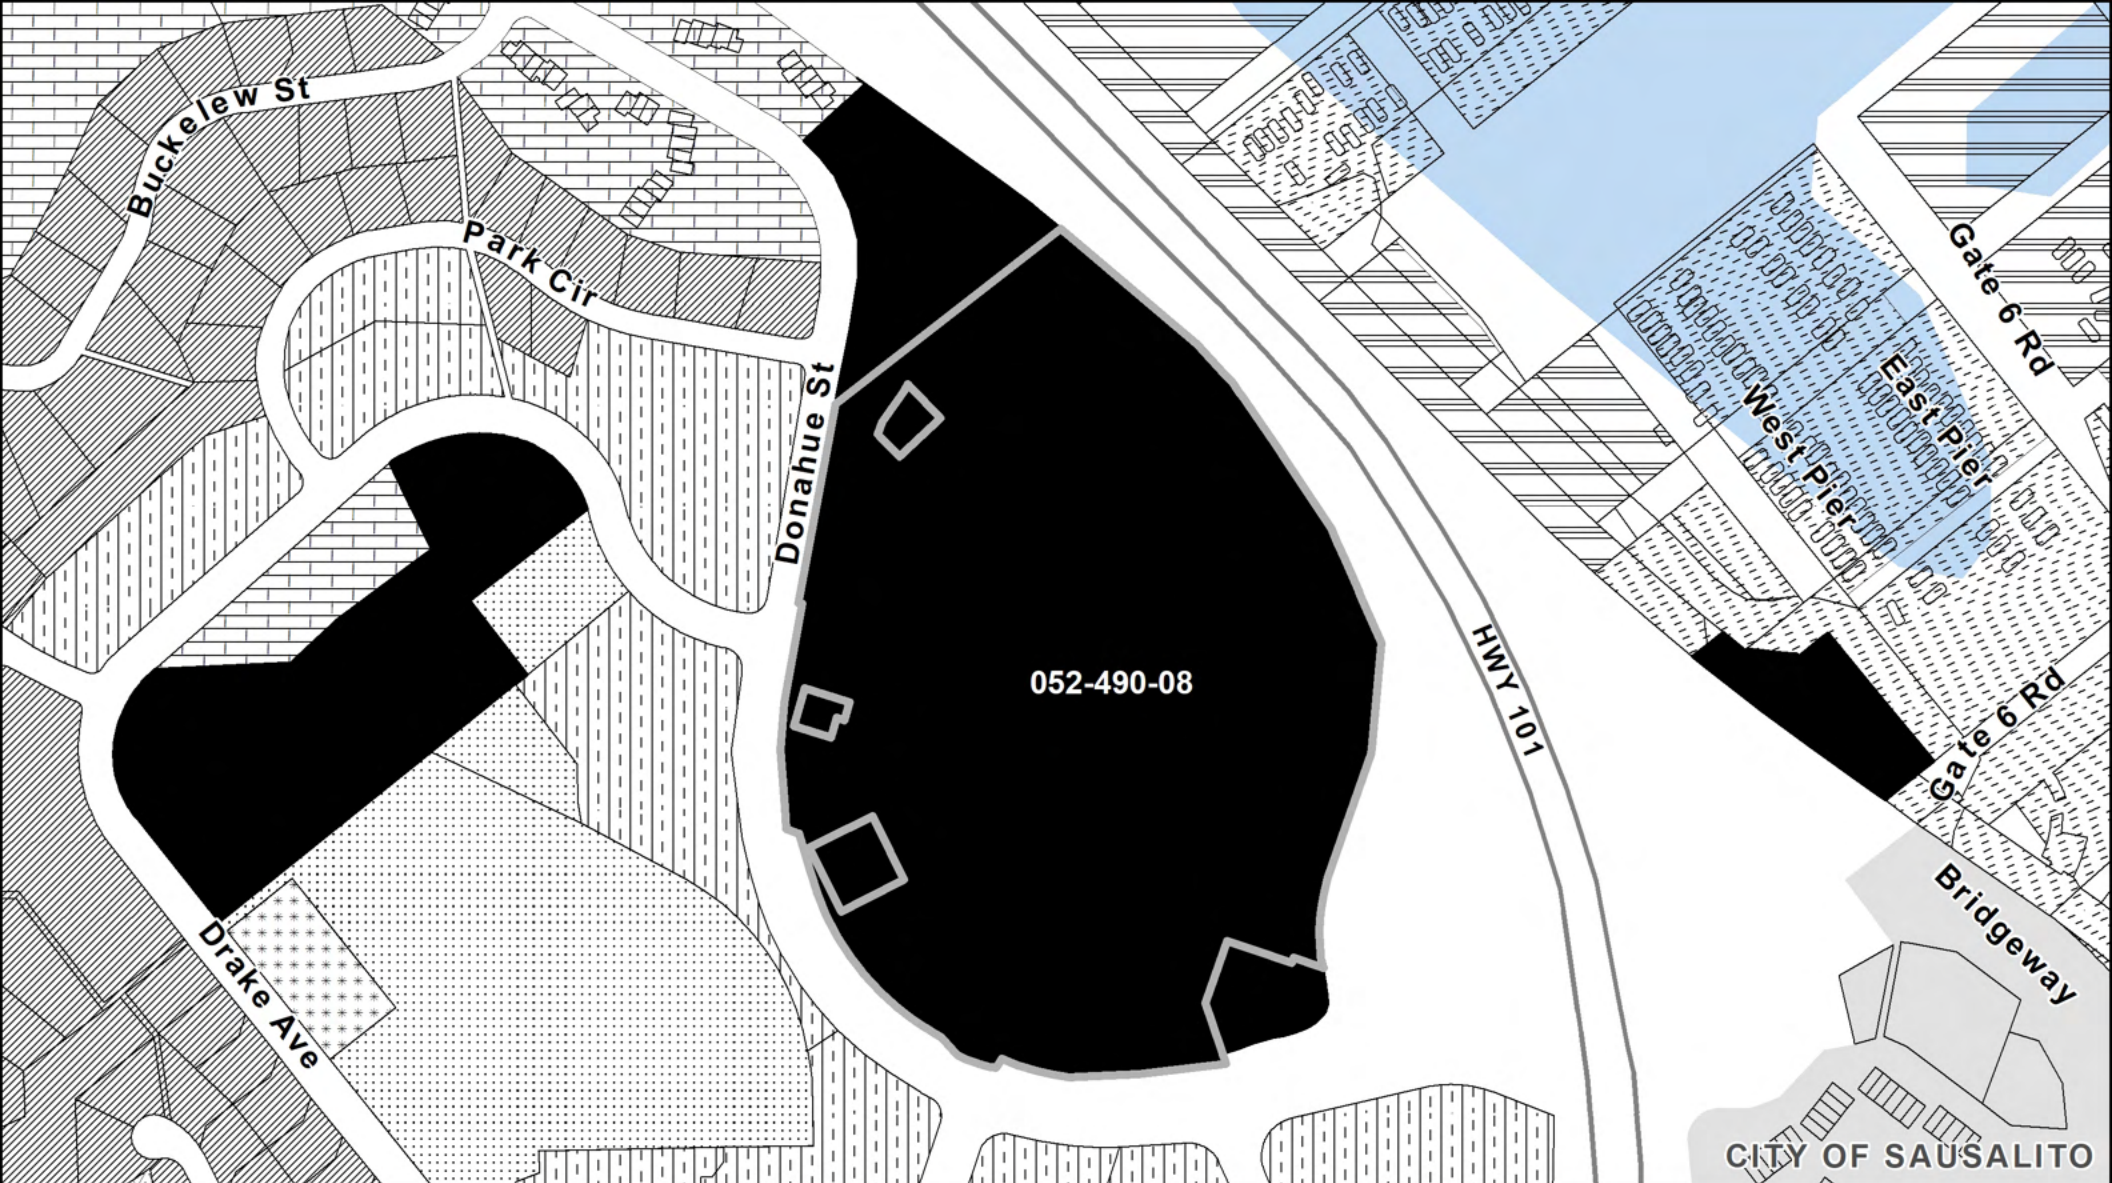 Buckelew St
Park Cir
Donahue St
Gate 6 Rd
East Pier
West Pier
HWY 101
052-490-08
Gate 6 Rd
Bridgeway
Drake Ave
CITY OF SAUSALITO